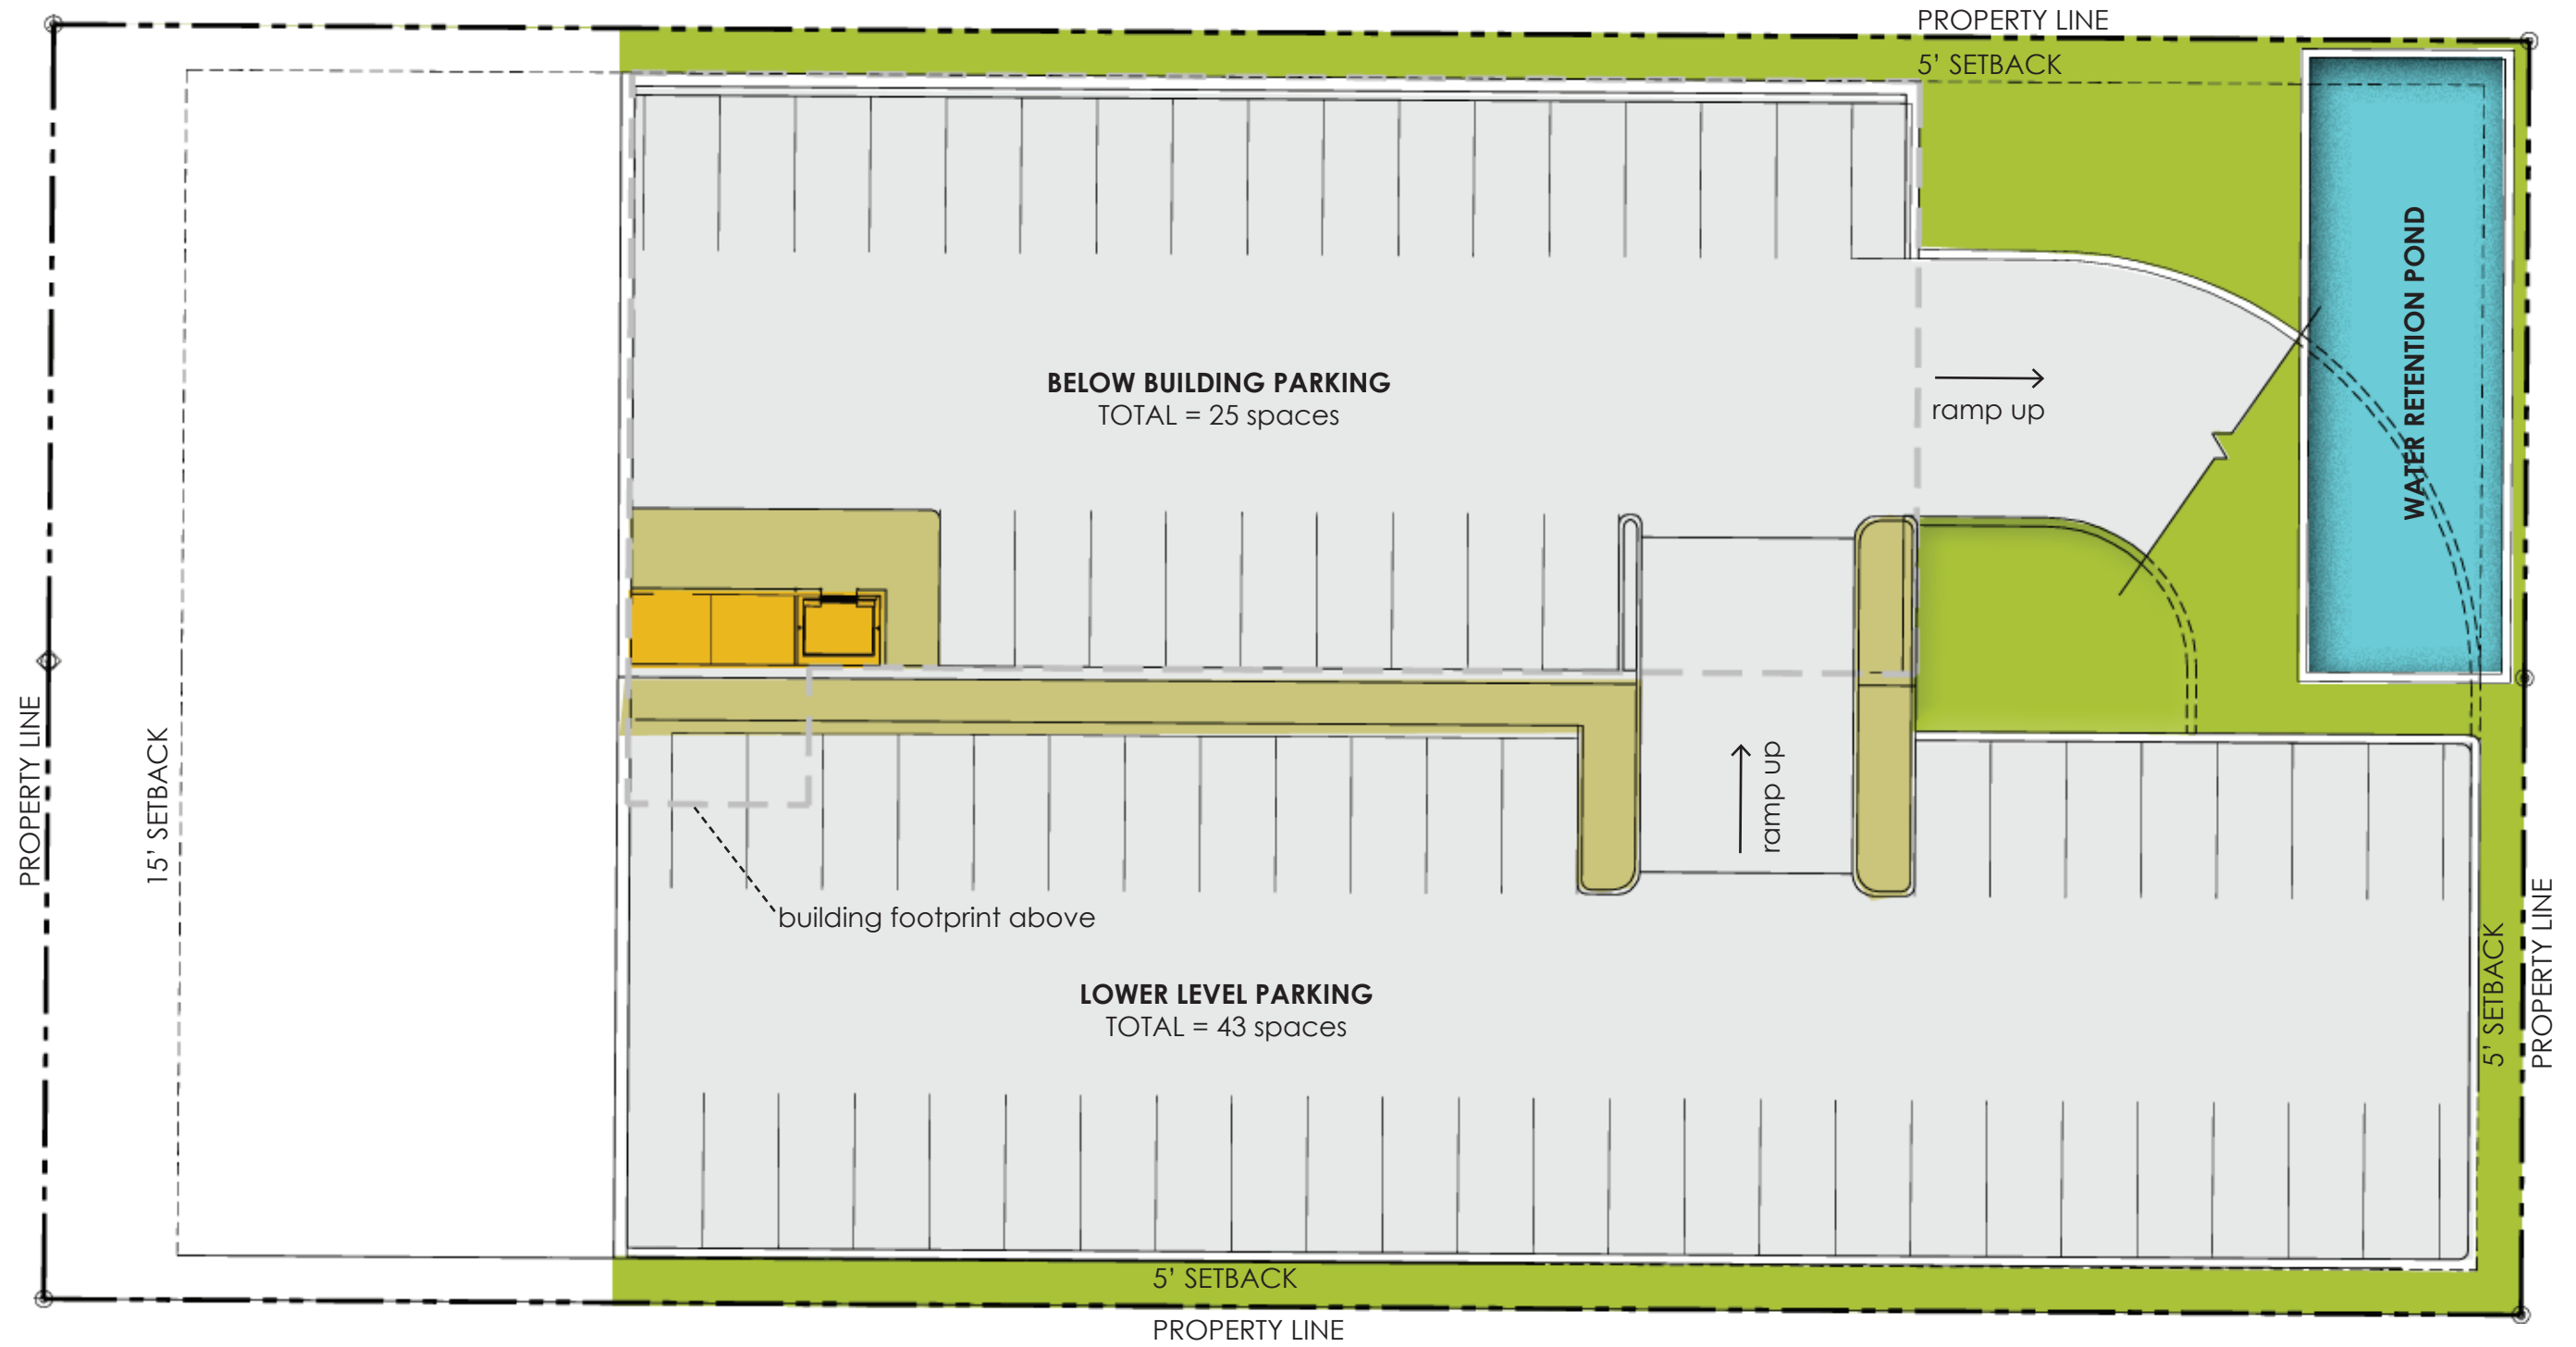 PROPERTY LINE
5’ SETBACK
WATER RETENTION POND
BELOW BUILDING PARKING
TOTAL = 25 spaces
ramp up
PROPERTY LINE
15’ SETBACK
ramp up
building footprint above
LOWER LEVEL PARKING
TOTAL = 43 spaces
5’ SETBACK
PROPERTY LINE
5’ SETBACK
PROPERTY LINE